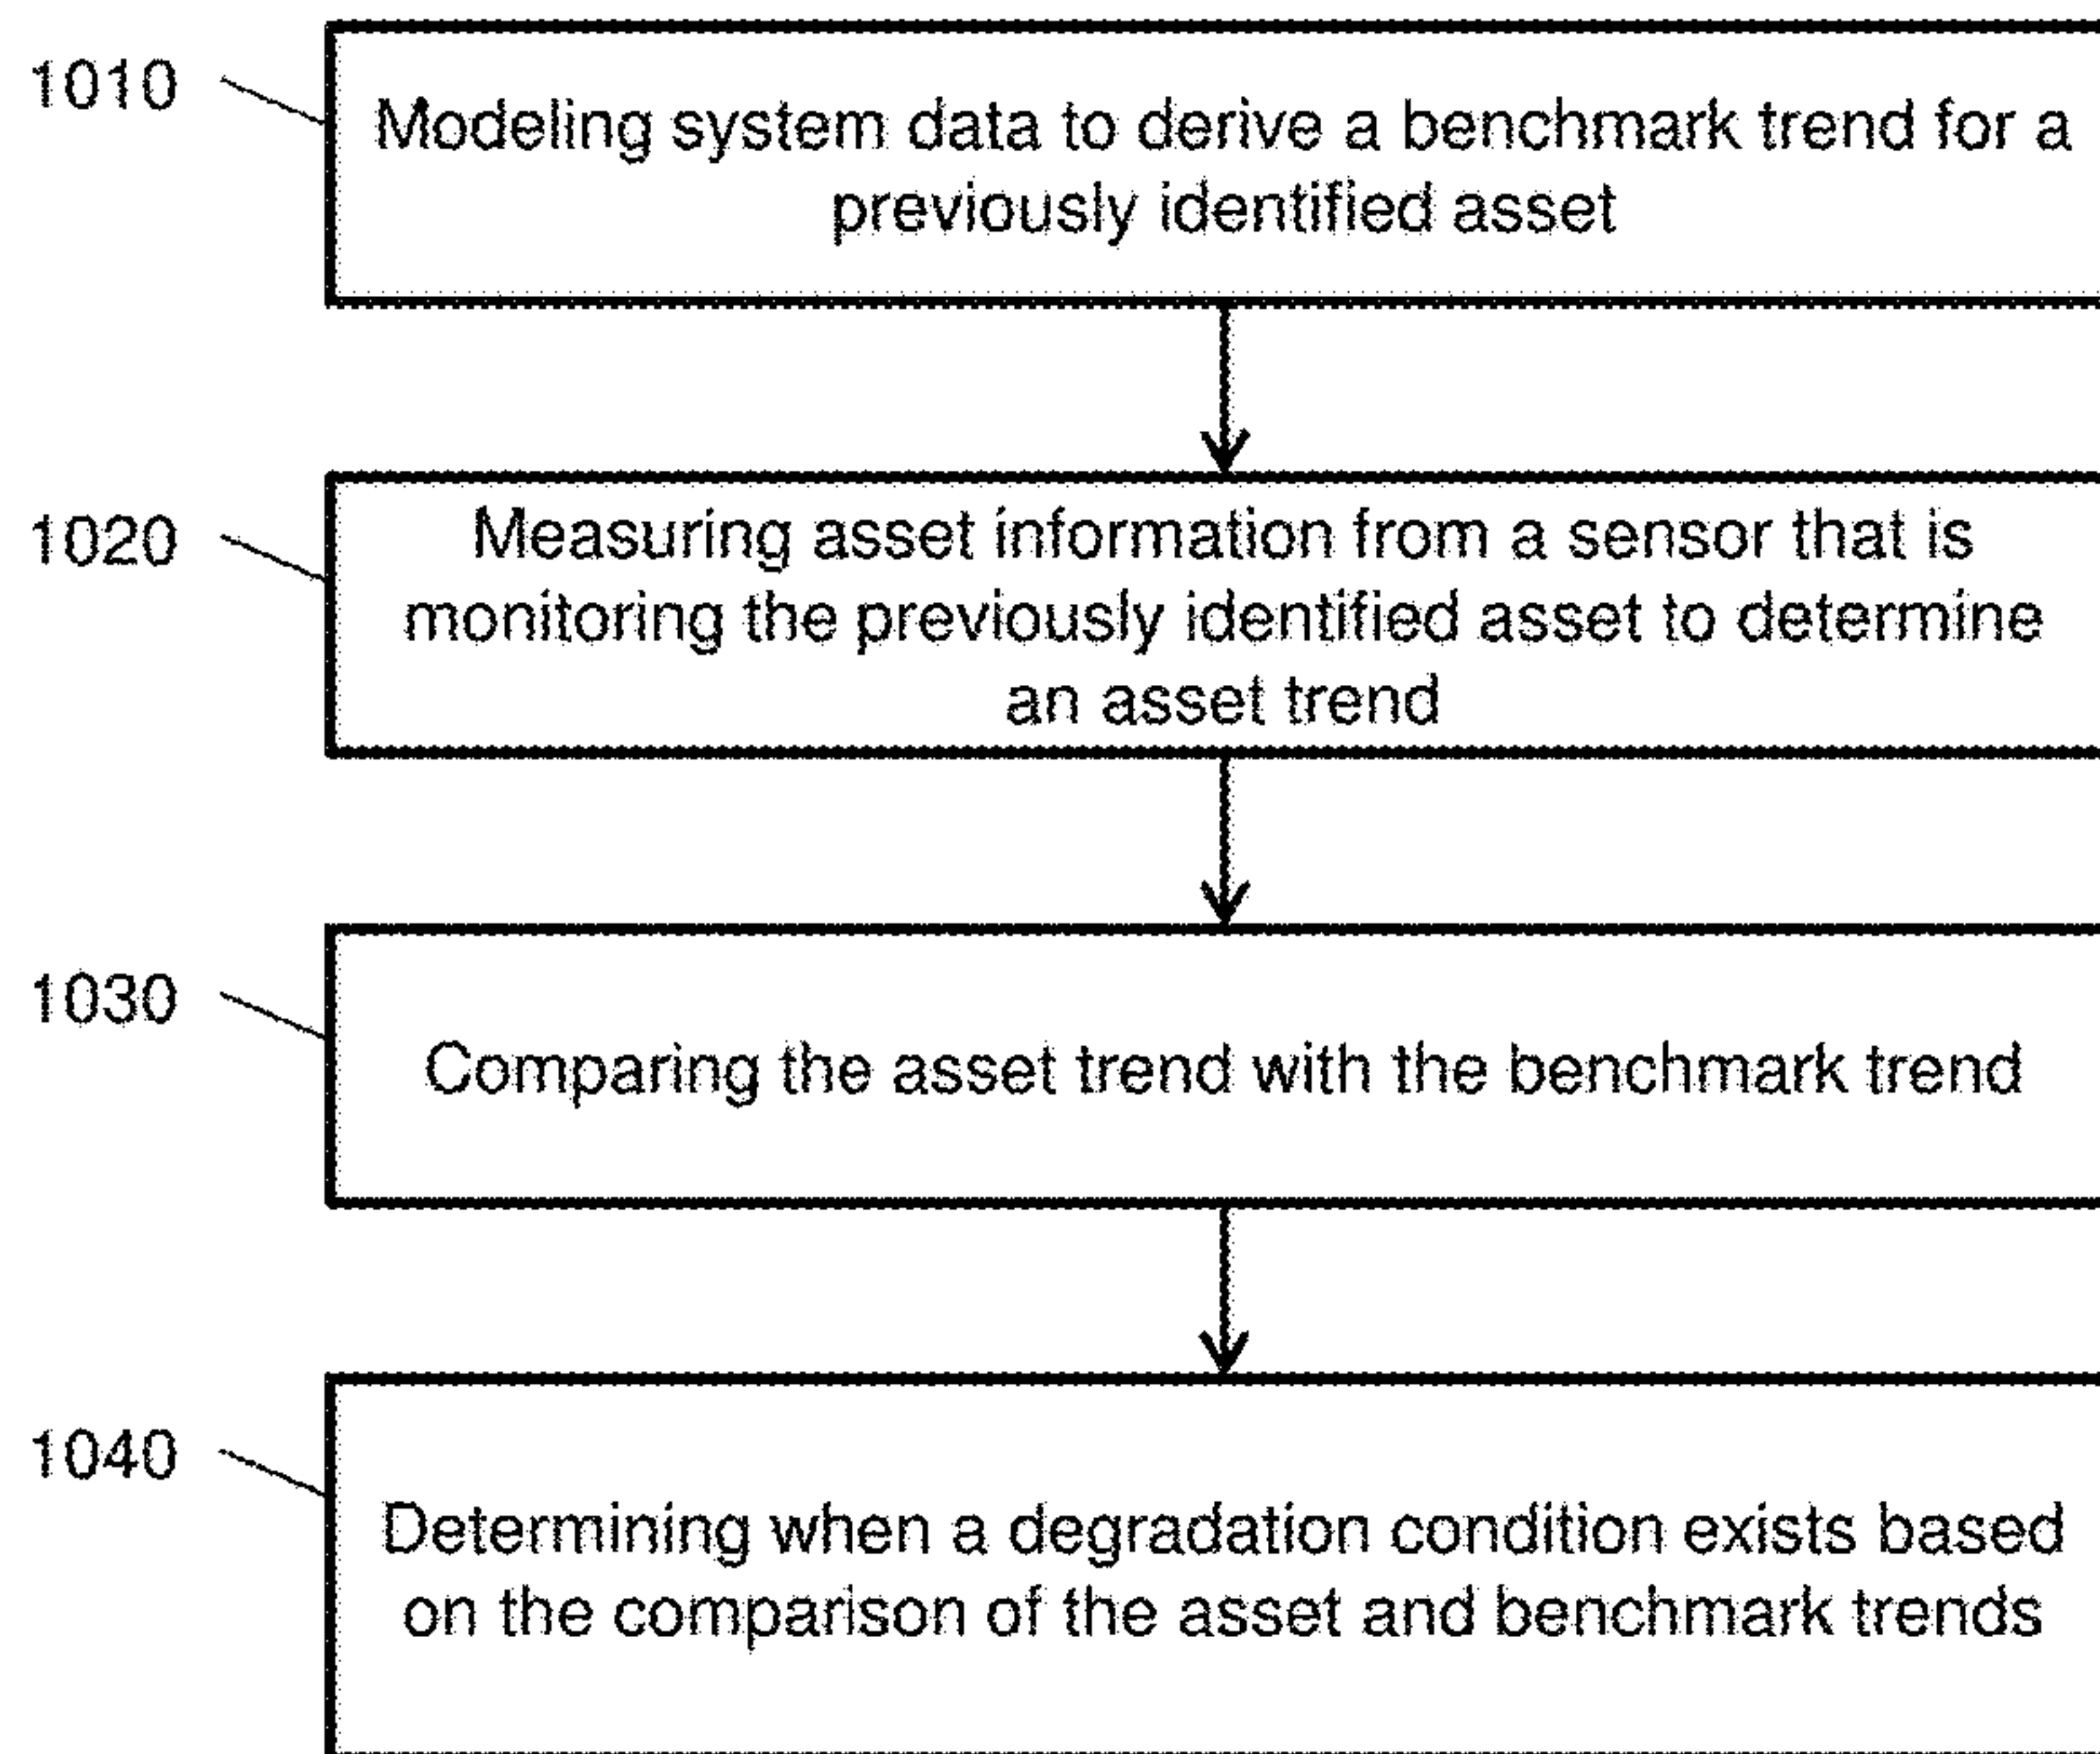 1010
Modeling system data to derive a benchmark trend for a
previously identified asset
1020
Measuring asset information from a sensor that is
monitoring the previously identified asset to determine
an asset trend
1030
Comparing the asset trend with the benchmark trend
1040
Determining when a degradation condition exists based
on the comparison of the asset and benchmark trends